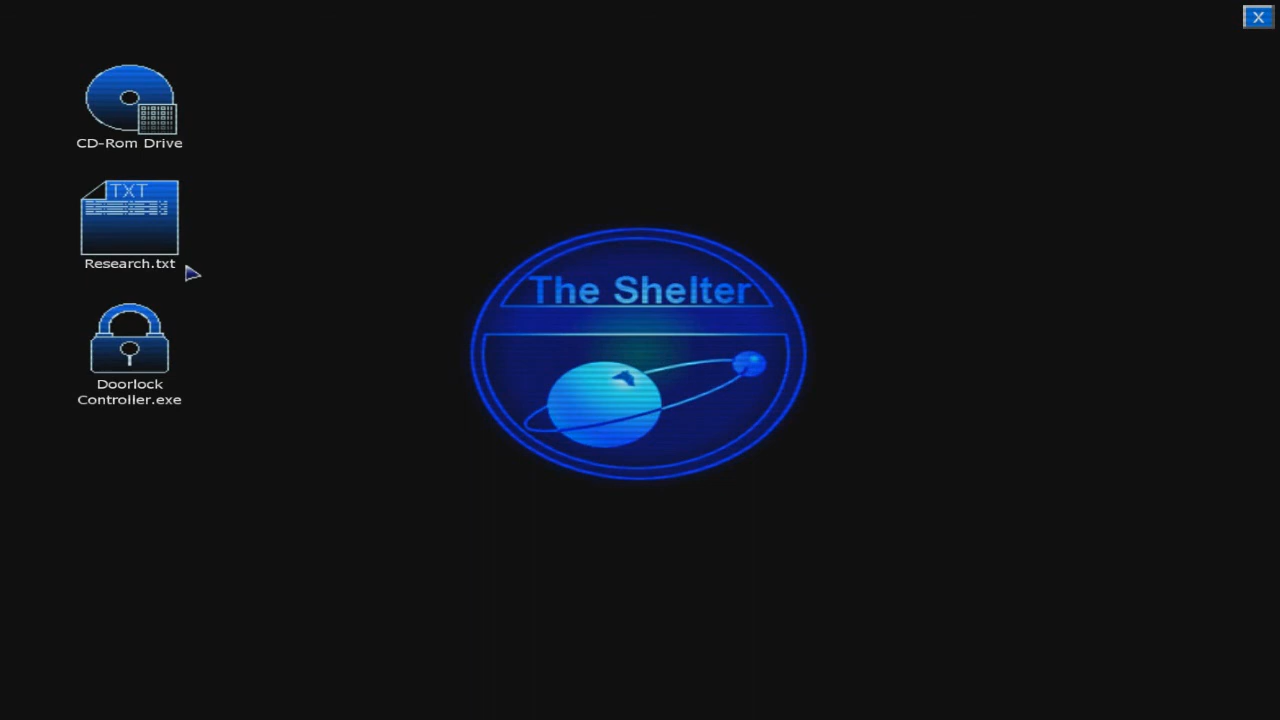 X
CD-Rom Drive
TXT
Research.txt
The Shelter
Doorlock
Controller.exe